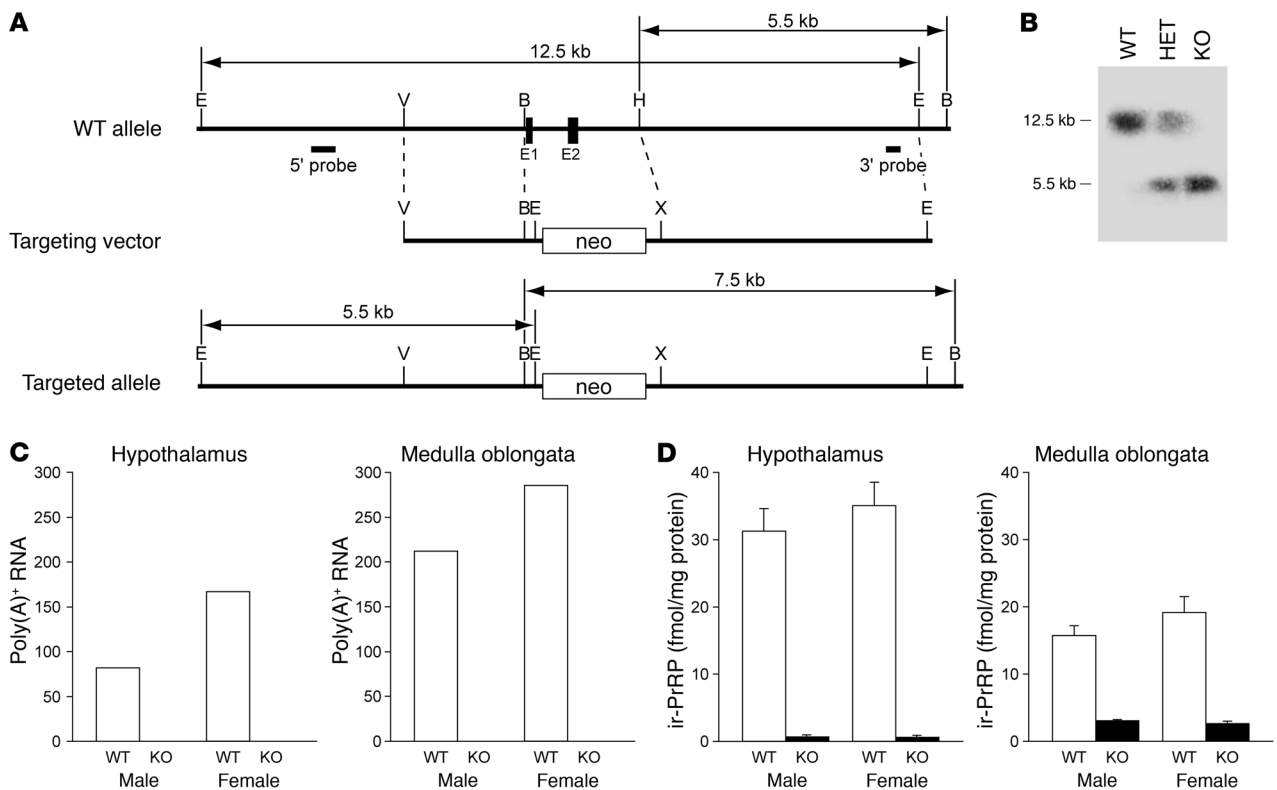 A
5.5 kb
12.5 kb
E V B H E B
WT allele
E1 E2
5' probe 3' probe
V BE X E
Targeting vector
neo
7.5 kb
5.5 kb
E V BE X E B
Targeted allele
neo
B
WT HET KO
12.5 kb
5.5 kb
C
Hypothalamus
Poly(A)+ RNA
300
250
200
150
100
50
0
WT KO WT KO
Male Female
Medulla oblongata
Poly(A)+ RNA
300
250
200
150
100
50
0
WT KO WT KO
Male Female
D
Hypothalamus
ir-PrRP (fmol/mg protein)
40
30
20
10
0
WT KO WT KO
Male Female
Medulla oblongata
ir-PrRP (fmol/mg protein)
40
30
20
10
0
WT KO WT KO
Male Female